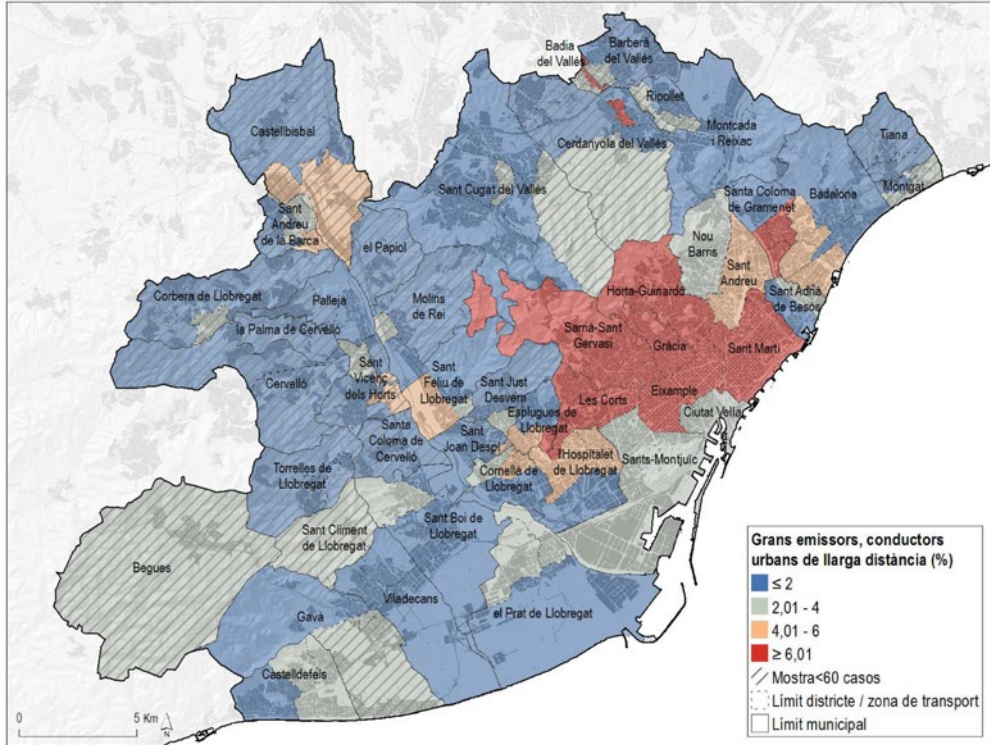 Badia
del Vallès
Barberà
del Vallès
Ripollet
Castellbisbal
Montcada
i Reixac
Tiana
Cerdanyola del Vallès
Sant Cugat del Vallès
Santa Coloma
de Gramenet
Badalona
Montgat
Sant
Andreu
de la Barca
el Papiol
Nou
Barris
Sant
Andreu
Horta-Guinardó
Sant Adrià
de Besòs
Corbera de Llobregat
Pallejà
Molins
de Rei
la Palma de Cervelló
Sarrià-Sant
Gervasi
Gràcia
Sant Martí
Sant
Vicenç
dels Horts
Sant
Feliu de
Llobregat
Cervelló
Sant Just
Desvern
Eixample
Les Corts
Ciutat Vella
Esplugues de
Llobregat
Santa
Coloma de
Cervelló
Sant
Joan Despí
l'Hospitalet
de Llobregat
Sants-Montjuïc
Torrelles de
Llobregat
Cornellà de
Llobregat
Sant Climent
de Llobregat
Sant Boi de
Llobregat
Begues
Viladecans
el Prat de Llobregat
Gavà
Castelldefels
Grans emissors, conductors
urbans de llarga distància (%)
≤ 2
2,01 - 4
4,01 - 6
≥ 6,01
Mostra<60 casos
Límit districte / zona de transport
Límit municipal
0 5 Km
N